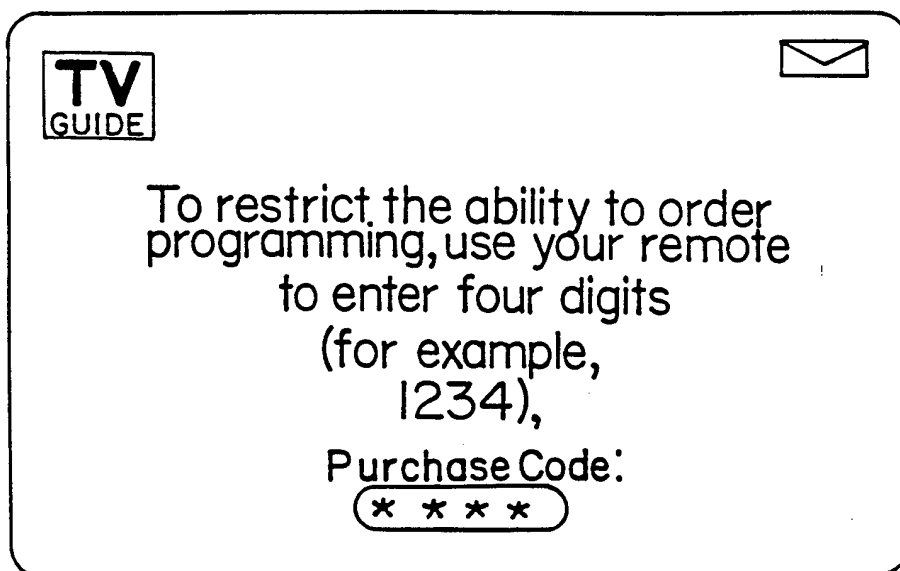 TV
GUIDE
To restrict the ability to order
programming, use your remote
to enter four digits
(for example,
1234),
Purchase Code:
* * * *